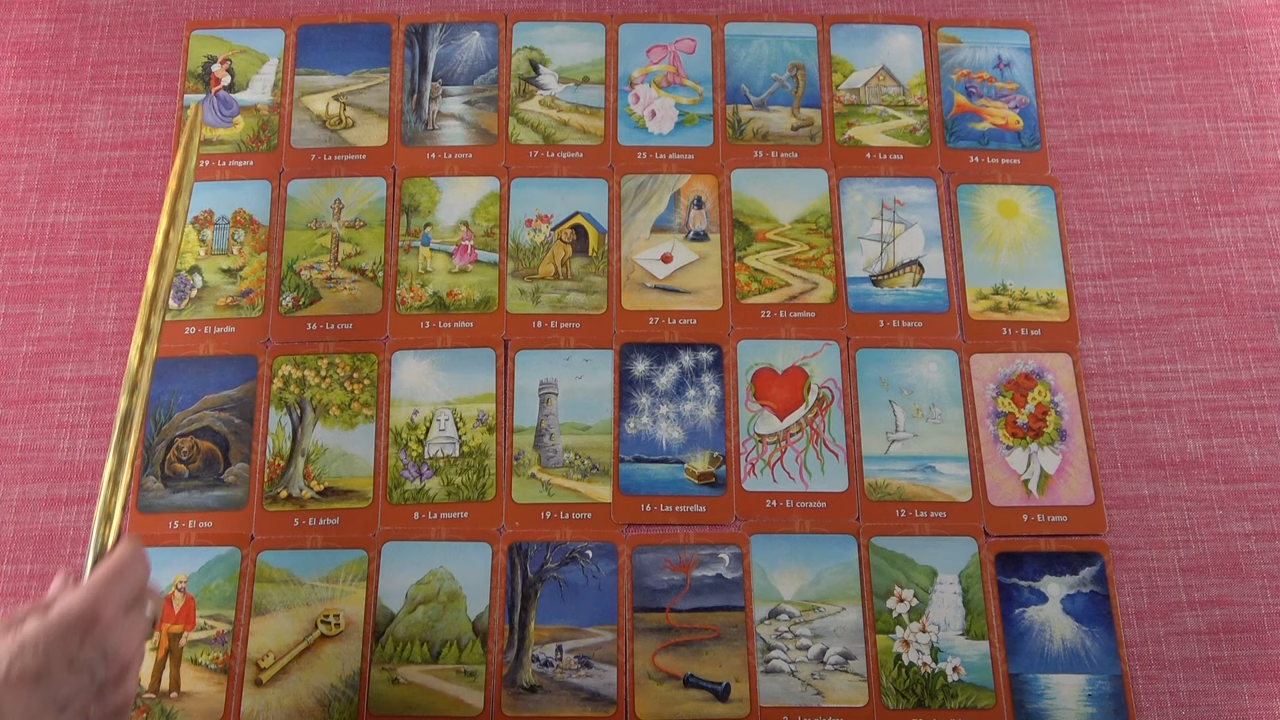 29 - La zíngara
7 - La serpiente
14 - La zorra
17 - La cigüeña
25 - Las alianzas
35 - El ancla
4 - La casa
34 - Los peces
20 - El jardín
36 - La cruz
13 - Los niños
18 - El perro
27 - La carta
22 - El camino
3 - El barco
31 - El sol
15 - El oso
5 - El árbol
8 - La muerte
19 - La torre
16 - Las estrellas
24 - El corazón
12 - Las aves
9 - El ramo